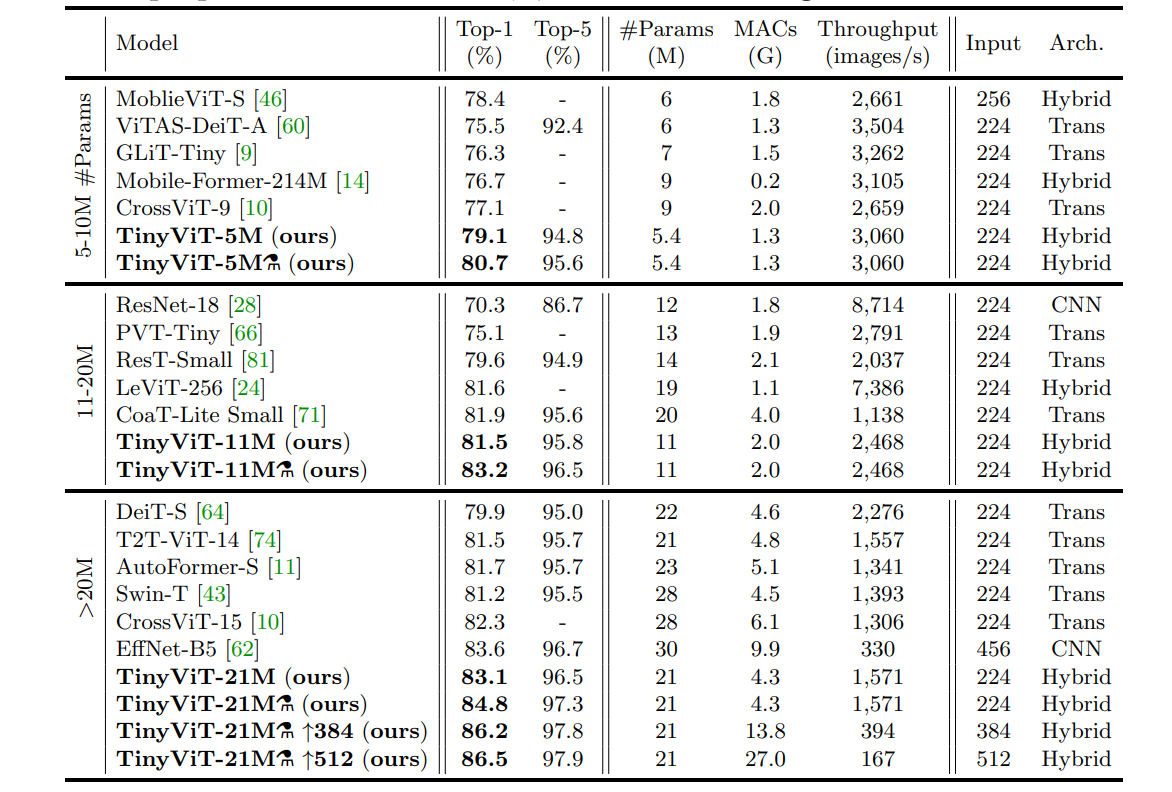 Model Top-1 (%) Top-5 (%) #Params (M) MACs (G) Throughput (images/s) Input Arch.
5-10M #Params
MoblieViT-S [46] 78.4 - 6 1.8 2,661 256 Hybrid
ViTAS-DeiT-A [60] 75.5 92.4 6 1.3 3,504 224 Trans
GLiT-Tiny [9] 76.3 - 7 1.5 3,262 224 Trans
Mobile-Former-214M [14] 76.7 - 9 0.2 3,105 224 Hybrid
CrossViT-9 [10] 77.1 - 9 2.0 2,659 224 Trans
TinyViT-5M (ours) 79.1 94.8 5.4 1.3 3,060 224 Hybrid
TinyViT-5M⚗ (ours) 80.7 95.6 5.4 1.3 3,060 224 Hybrid
11-20M
ResNet-18 [28] 70.3 86.7 12 1.8 8,714 224 CNN
PVT-Tiny [66] 75.1 - 13 1.9 2,791 224 Trans
ResT-Small [81] 79.6 94.9 14 2.1 2,037 224 Trans
LeViT-256 [24] 81.6 - 19 1.1 7,386 224 Hybrid
CoaT-Lite Small [71] 81.9 95.6 20 4.0 1,138 224 Trans
TinyViT-11M (ours) 81.5 95.8 11 2.0 2,468 224 Hybrid
TinyViT-11M⚗ (ours) 83.2 96.5 11 2.0 2,468 224 Hybrid
>20M
DeiT-S [64] 79.9 95.0 22 4.6 2,276 224 Trans
T2T-ViT-14 [74] 81.5 95.7 21 4.8 1,557 224 Trans
AutoFormer-S [11] 81.7 95.7 23 5.1 1,341 224 Trans
Swin-T [43] 81.2 95.5 28 4.5 1,393 224 Trans
CrossViT-15 [10] 82.3 - 28 6.1 1,306 224 Trans
EffNet-B5 [62] 83.6 96.7 30 9.9 330 456 CNN
TinyViT-21M (ours) 83.1 96.5 21 4.3 1,571 224 Hybrid
TinyViT-21M⚗ (ours) 84.8 97.3 21 4.3 1,571 224 Hybrid
TinyViT-21M⚗ ↑384 (ours) 86.2 97.8 21 13.8 394 384 Hybrid
TinyViT-21M⚗ ↑512 (ours) 86.5 97.9 21 27.0 167 512 Hybrid